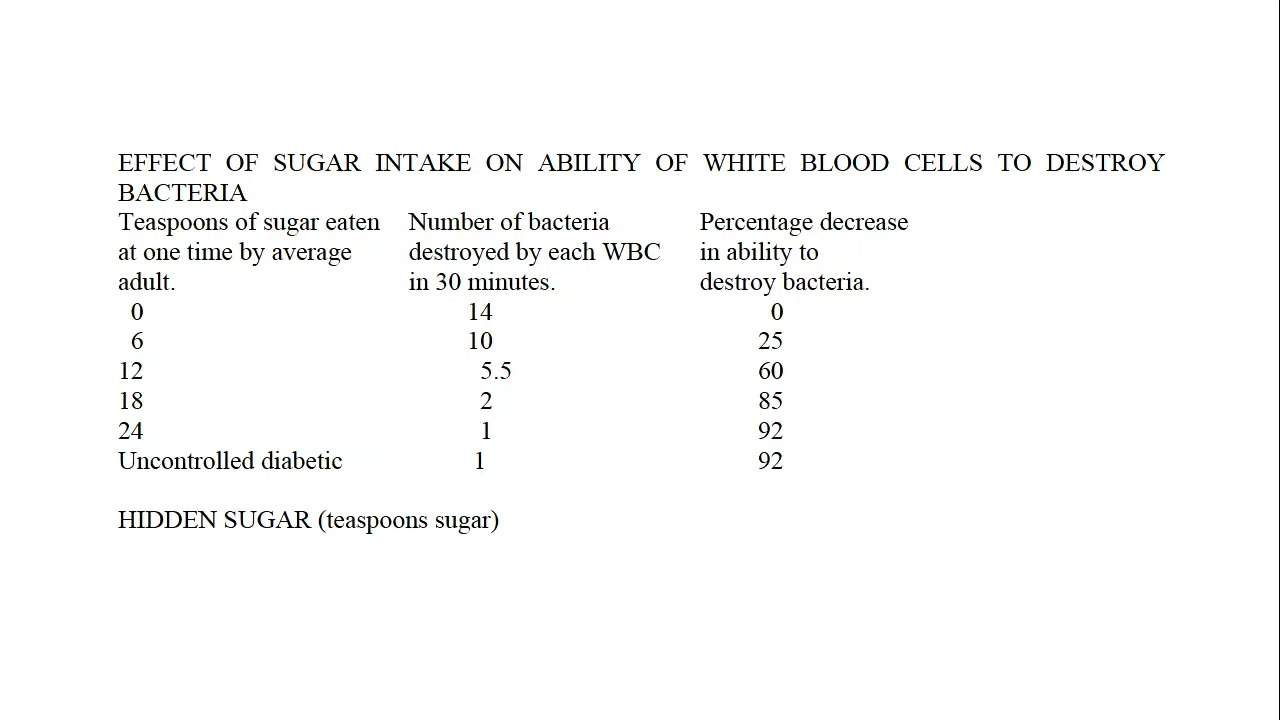 EFFECT OF SUGAR INTAKE ON ABILITY OF WHITE BLOOD CELLS TO DESTROY
BACTERIA
Teaspoons of sugar eaten Number of bacteria Percentage decrease
at one time by average destroyed by each WBC in ability to
adult. in 30 minutes. destroy bacteria.
0 14 0
6 10 25
12 5.5 60
18 2 85
24 1 92
Uncontrolled diabetic 1 92
HIDDEN SUGAR (teaspoons sugar)